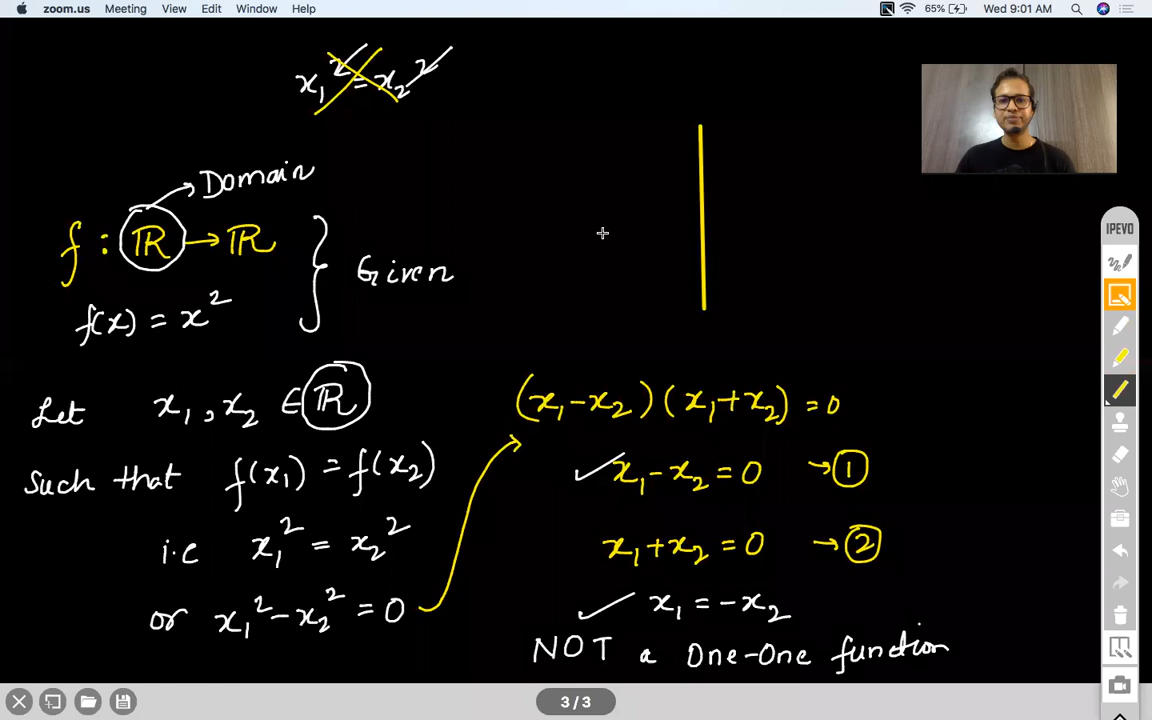 zoom.us Meeting View Edit Window Help
65% Wed 9:01 AM
x₁² = x₂²
Domain
f : ℝ → ℝ
f(x) = x²
Given
IPEVO
Let x₁, x₂ ∈ ℝ
Such that f(x₁) = f(x₂)
i.e x₁² = x₂²
or x₁² - x₂² = 0
(x₁ - x₂)(x₁ + x₂) = 0
✓ x₁ - x₂ = 0 → ①
x₁ + x₂ = 0 → ②
✓ x₁ = -x₂
NOT a One-One function
3 / 3